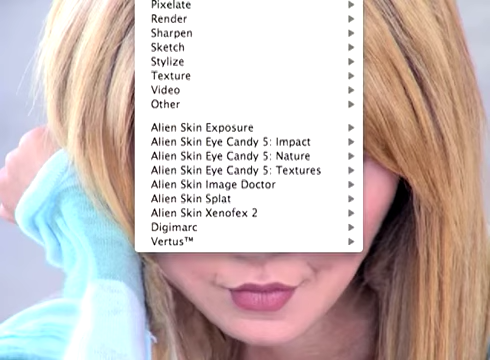 Pixelate
Render
Sharpen
Sketch
Stylize
Texture
Video
Other
Alien Skin Exposure
Alien Skin Eye Candy 5: Impact
Alien Skin Eye Candy 5: Nature
Alien Skin Eye Candy 5: Textures
Alien Skin Image Doctor
Alien Skin Splat
Alien Skin Xenofex 2
Digimarc
Vertus™